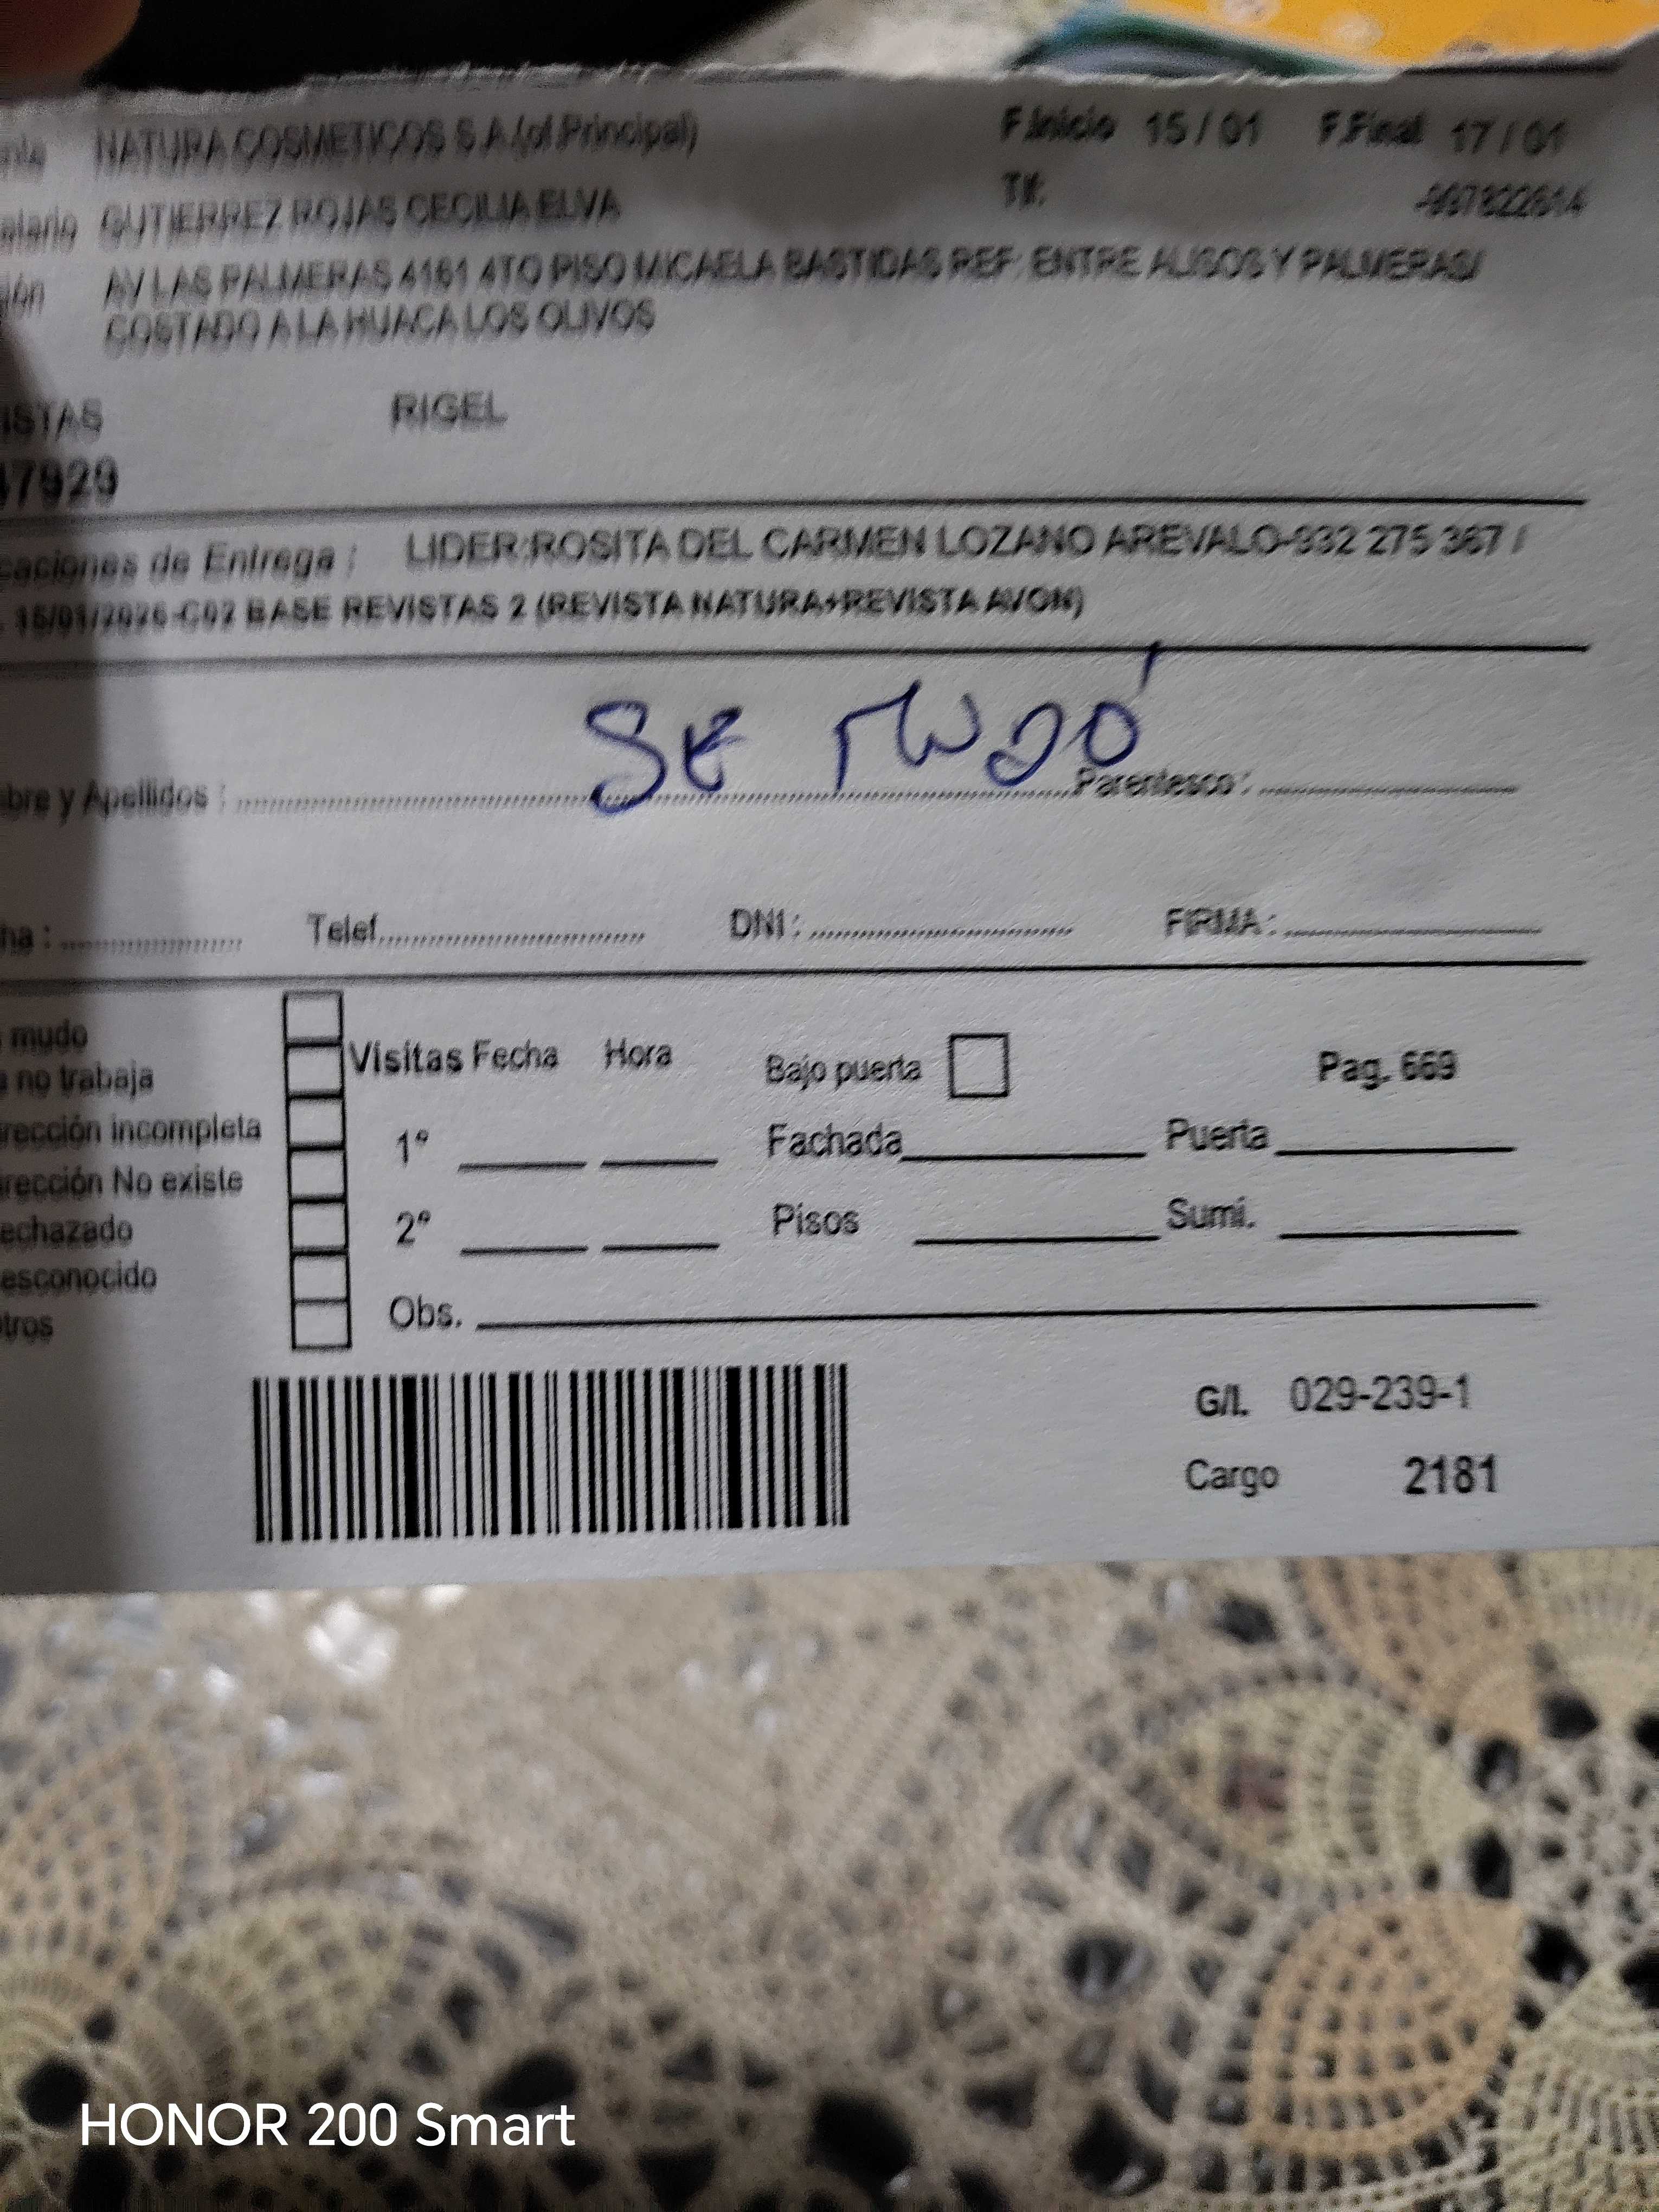 NATURA COSMETICOS S.A.(of.Principal) F.Inicio 15 / 01 F.Final 17 / 01
GUTIERREZ ROJAS CECILIA ELVA Tlf.
AV LAS PALMERAS 4161 4TO PISO MICAELA BASTIDAS REF: ENTRE ALISOS Y PALMERAS/
COSTADO A LA HUACA LOS OLIVOS
ISTAS RIGEL
47929
caciones de Entrega : LIDER:ROSITA DEL CARMEN LOZANO AREVALO-932 275 367 /
15/01/2026-C02 BASE REVISTAS 2 (REVISTA NATURA+REVISTA AVON)
SE MUDÓ
bre y Apellidos : Parentesco :
ha : Telef. DNI : FIRMA :
mudo
no trabaja
rección incompleta
rección No existe
echazado
esconocido
tros
Visitas Fecha Hora Bajo puerta Pag. 669
1° Fachada Puerta
2° Pisos Sumi.
Obs.
G/I. 029-239-1
Cargo 2181
HONOR 200 Smart